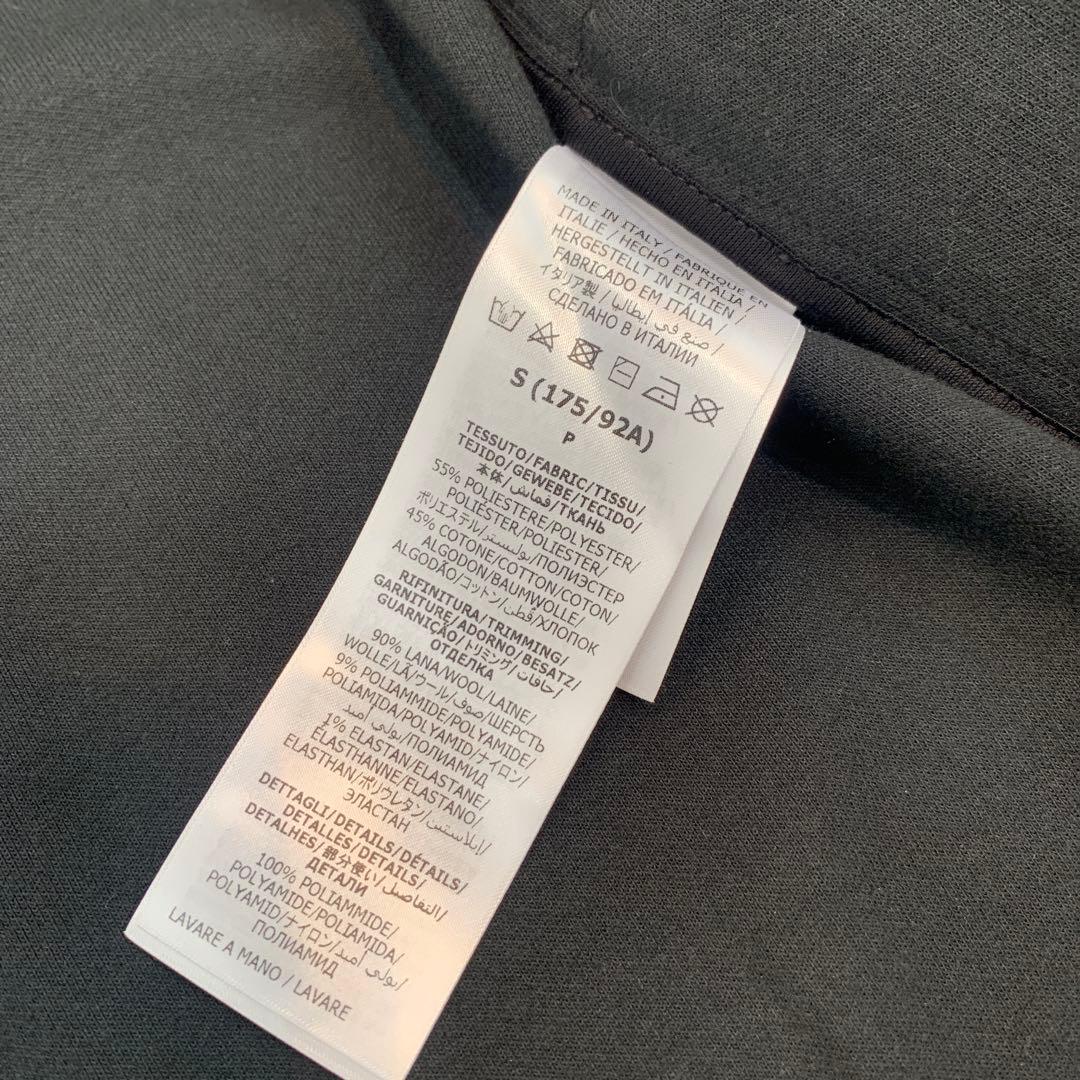 MADE IN ITALY / FABRIQUÉ EN
ITALIE / HECHO EN ITALIA /
HERGESTELLT IN ITALIEN /
FABRICADO EM ITÁLIA /
イタリア製 / صنع في إيطاليا /
СДЕЛАНО В ИТАЛИИ
S (175/92A)
P
TESSUTO/FABRIC/TISSU/
TEJIDO/GEWEBE/TECIDO/
本体/قماش/ТКАНЬ
55% POLIESTERE/POLYESTER/
POLIÉSTER/POLIESTER/
ポリエステル/بوليستر/ПОЛИЭСТЕР
45% COTONE/COTTON/COTON/
ALGODON/BAUMWOLLE/
ALGODÃO/コットン/قطن/ХЛОПОК
RIFINITURA/TRIMMING/
GARNITURE/ADORNO/BESATZ/
GUARNIÇÃO/トリミング/حافات/
ОТДЕЛКА
90% LANA/WOOL/LAINE/
WOLLE/LÃ/ウール/صوف/ШЕРСТЬ
9% POLIAMMIDE/POLYAMIDE/
POLIAMIDA/POLYAMID/ナイロン/
بولي أميد/ПОЛИАМИД
1% ELASTAN/ELASTANE/
ÉLASTHANNE/ELASTANO/
ELASTHAN/ポリウレタン/إيلاستين/
ЭЛАСТАН
DETTAGLI/DETAILS/DÉTAILS/
DETALLES/DETAILS/
DETALHES/部分使い/التفاصيل/
ДЕТАЛИ
100% POLIAMMIDE/
POLYAMIDE/POLIAMIDA/
POLYAMID/ナイロン/بولي أميد/
ПОЛИАМИД
LAVARE A MANO / LAVARE